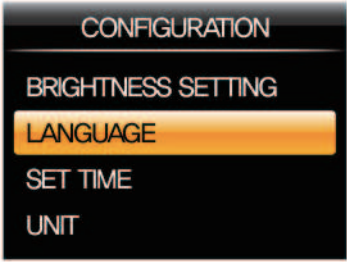 CONFIGURATION
BRIGHTNESS SETTING
LANGUAGE
SET TIME
UNIT